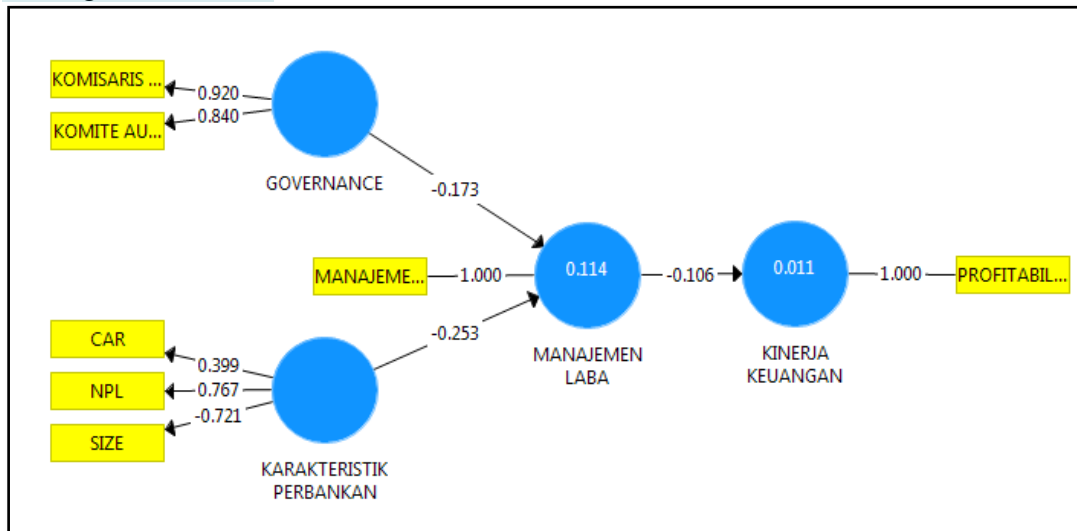 KOMISARIS ...
0.920
KOMITE AU...
0.840
GOVERNANCE
-0.173
MANAJEME...
1.000
0.114
-0.106
0.011
1.000
PROFITABIL...
MANAJEMEN
LABA
KINERJA
KEUANGAN
-0.253
CAR
0.399
NPL
0.767
-0.721
SIZE
KARAKTERISTIK
PERBANKAN